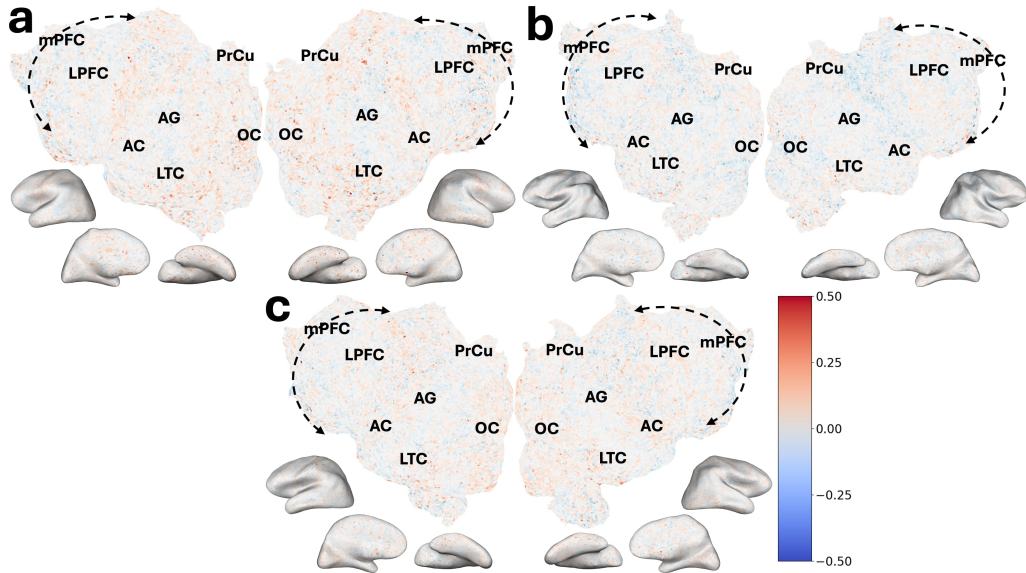 a
mPFC
LPFC
PrCu
AG
AC
OC
LTC
PrCu
mPFC
LPFC
AG
OC
AC
LTC
b
mPFC
LPFC
PrCu
AG
AC
OC
LTC
PrCu
mPFC
LPFC
AG
OC
AC
LTC
c
mPFC
LPFC
PrCu
AG
AC
OC
LTC
PrCu
mPFC
LPFC
AG
OC
AC
LTC
0.50
0.25
0.00
−0.25
−0.50